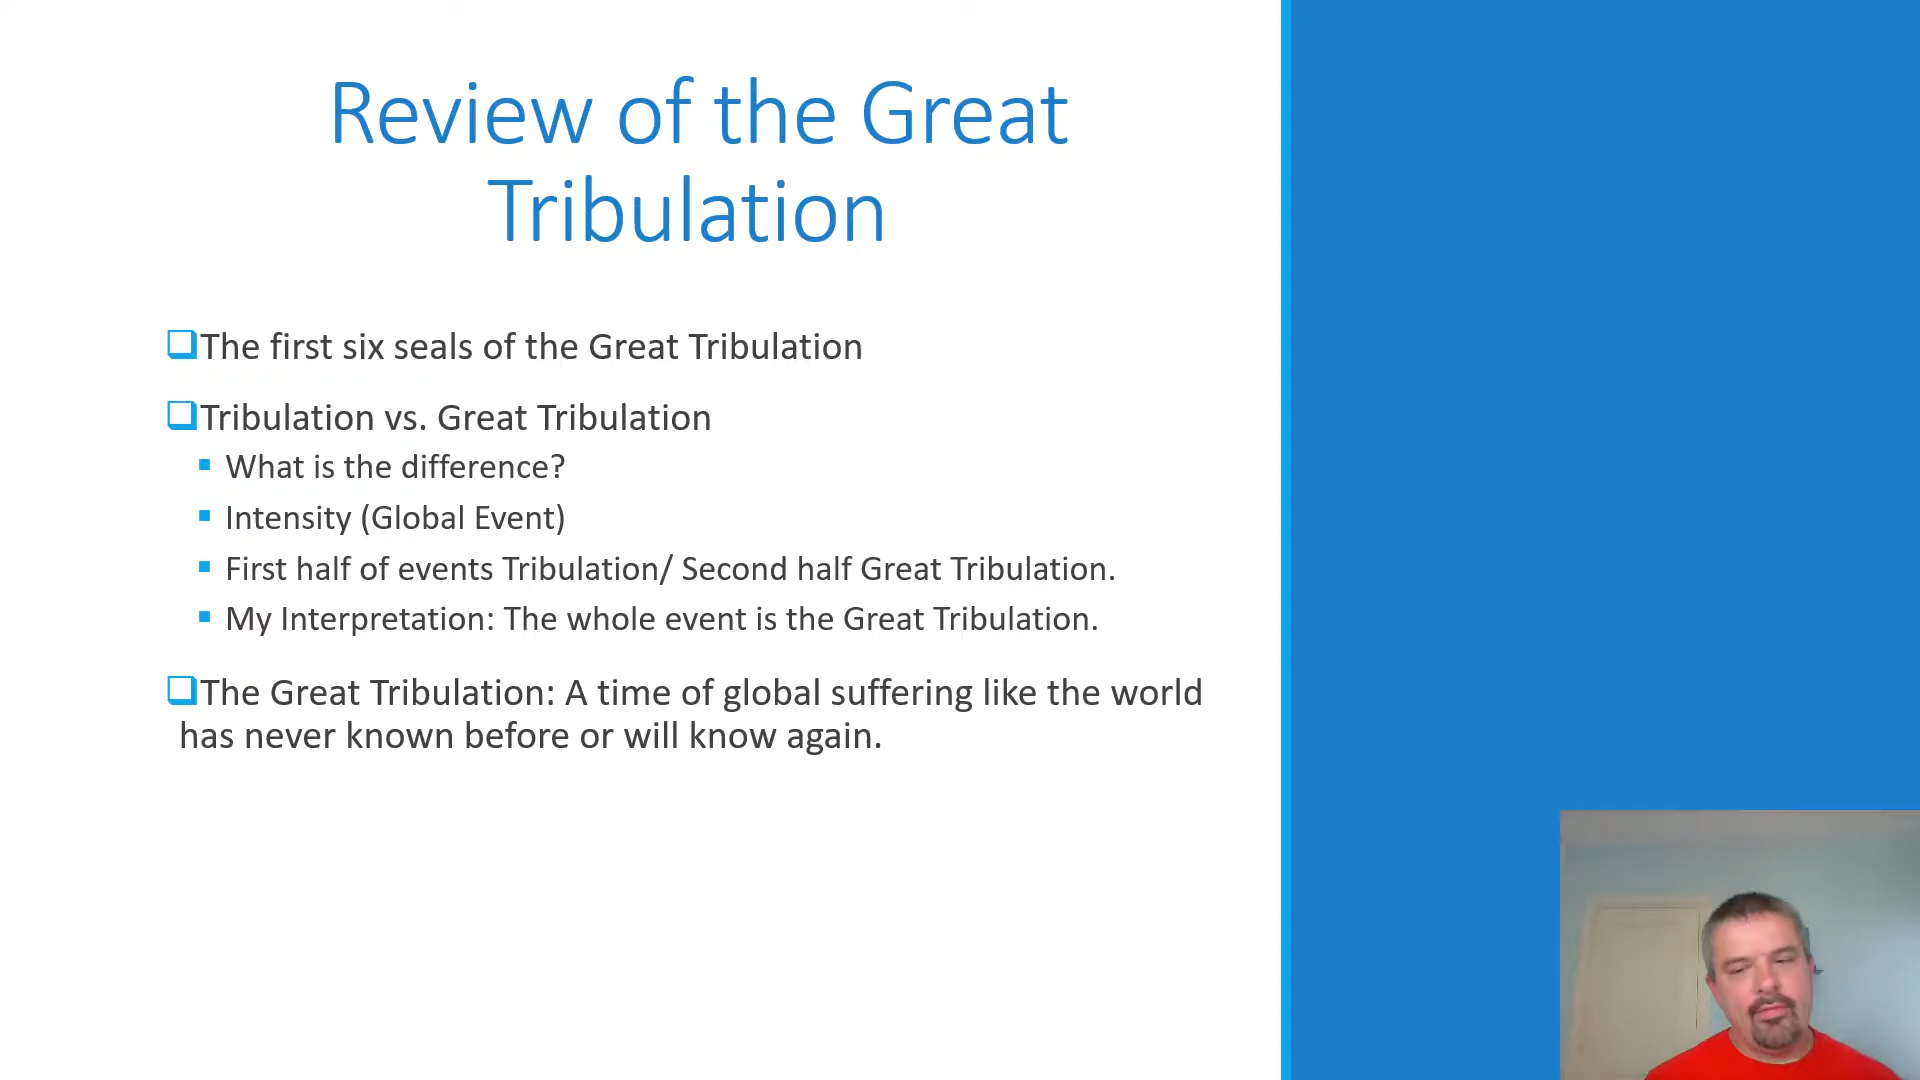 Review of the Great
Tribulation
The first six seals of the Great Tribulation
Tribulation vs. Great Tribulation
What is the difference?
Intensity (Global Event)
First half of events Tribulation/ Second half Great Tribulation.
My Interpretation: The whole event is the Great Tribulation.
The Great Tribulation: A time of global suffering like the world
has never known before or will know again.